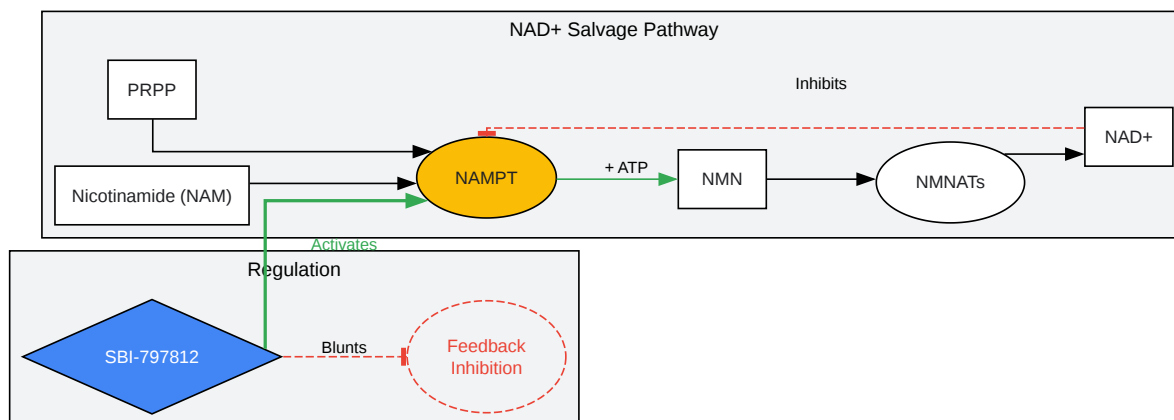 NAD+ Salvage Pathway
PRPP
Inhibits
NAD+
Nicotinamide (NAM)
NAMPT
+ ATP
NMN
NMNATs
Activates
Regulation
SBI-797812
Blunts
Feedback
Inhibition